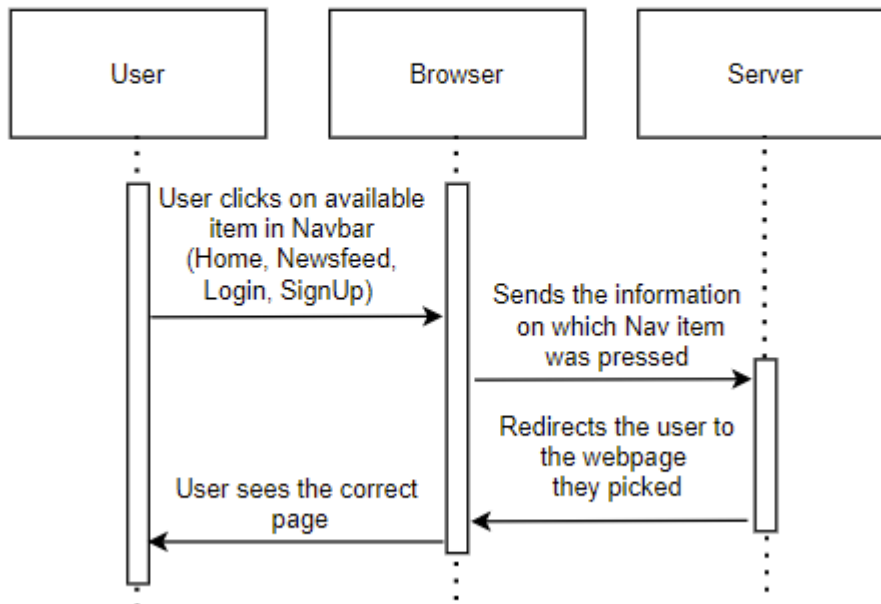 User
Browser
Server
User clicks on available
item in Navbar
(Home, Newsfeed,
Login, SignUp)
Sends the information
on which Nav item
was pressed
Redirects the user to
the webpage
they picked
User sees the correct
page